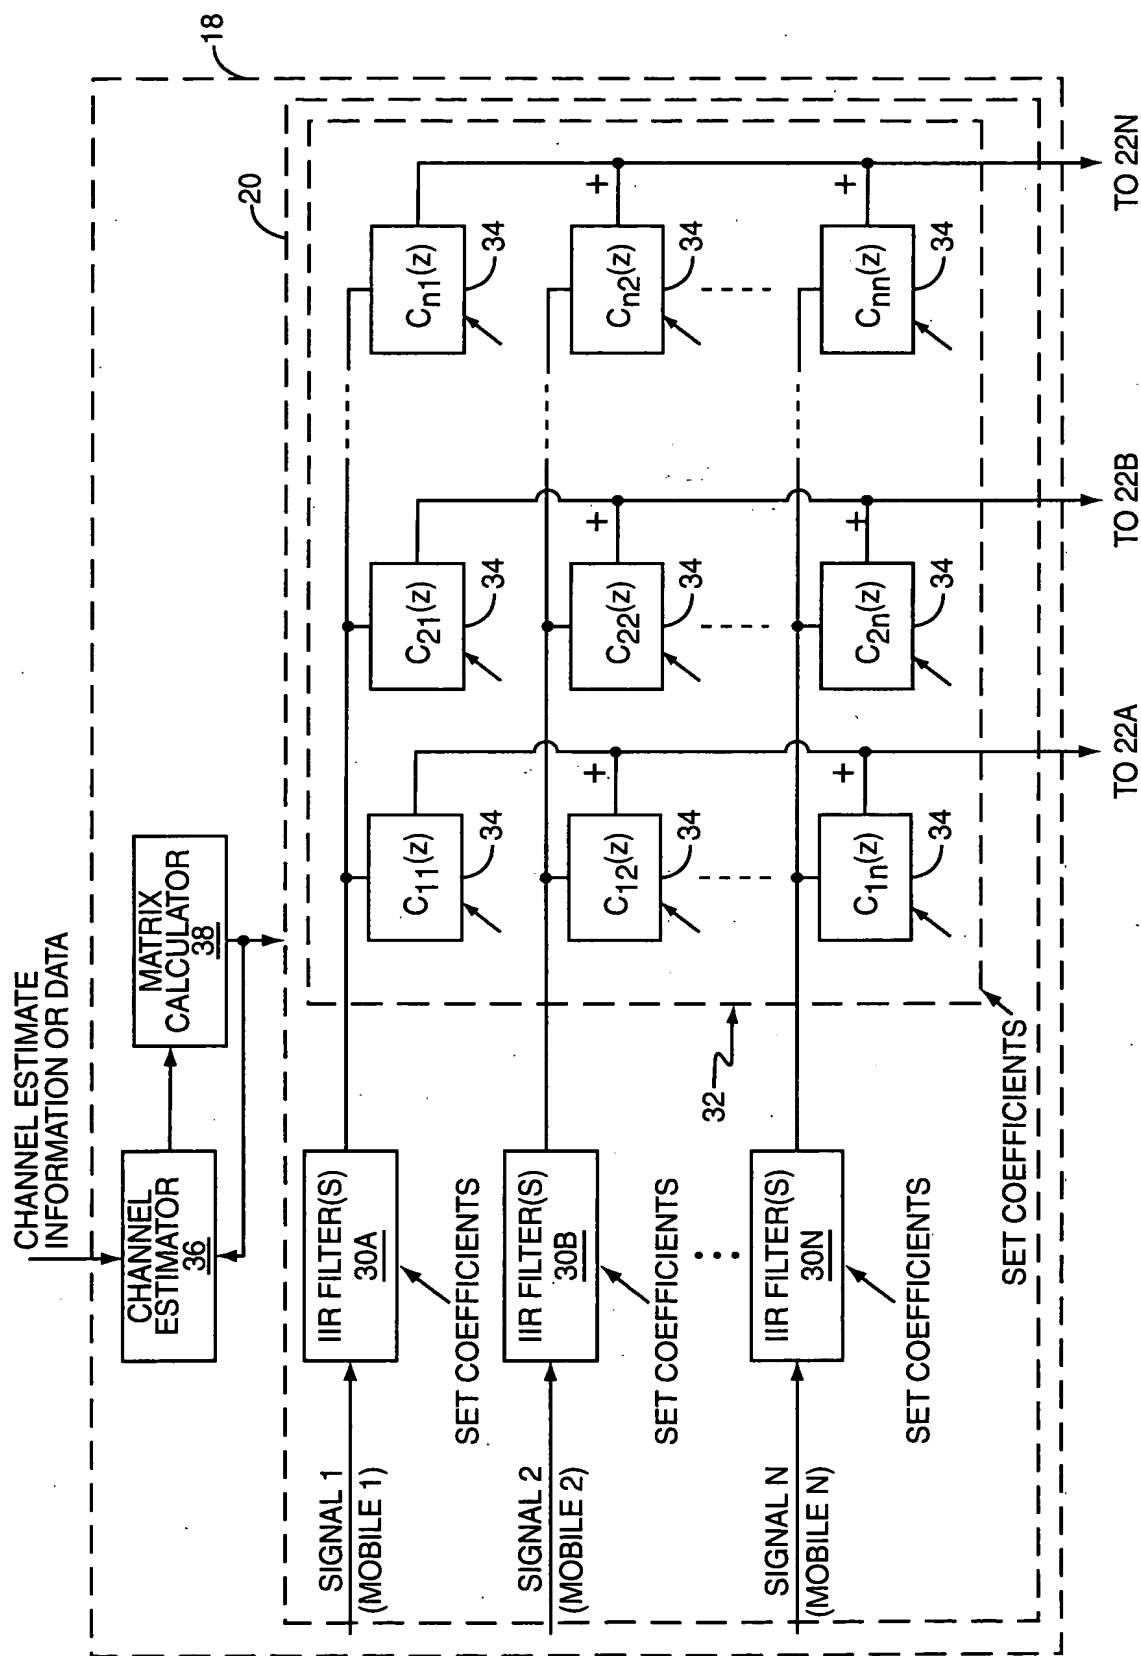 CHANNEL ESTIMATE
INFORMATION OR DATA
CHANNEL
ESTIMATOR
36
MATRIX
CALCULATOR
38
18
20
SIGNAL 1
(MOBILE 1)
IIR FILTER(S)
30A
SET COEFFICIENTS
C11(z)
34
C21(z)
34
Cn1(z)
34
SIGNAL 2
(MOBILE 2)
IIR FILTER(S)
30B
SET COEFFICIENTS
C12(z)
34
+
C22(z)
34
+
Cn2(z)
34
+
SIGNAL N
(MOBILE N)
IIR FILTER(S)
30N
SET COEFFICIENTS
32
C1n(z)
34
+
C2n(z)
34
+
Cnn(z)
34
+
SET COEFFICIENTS
TO 22A
TO 22B
TO 22N